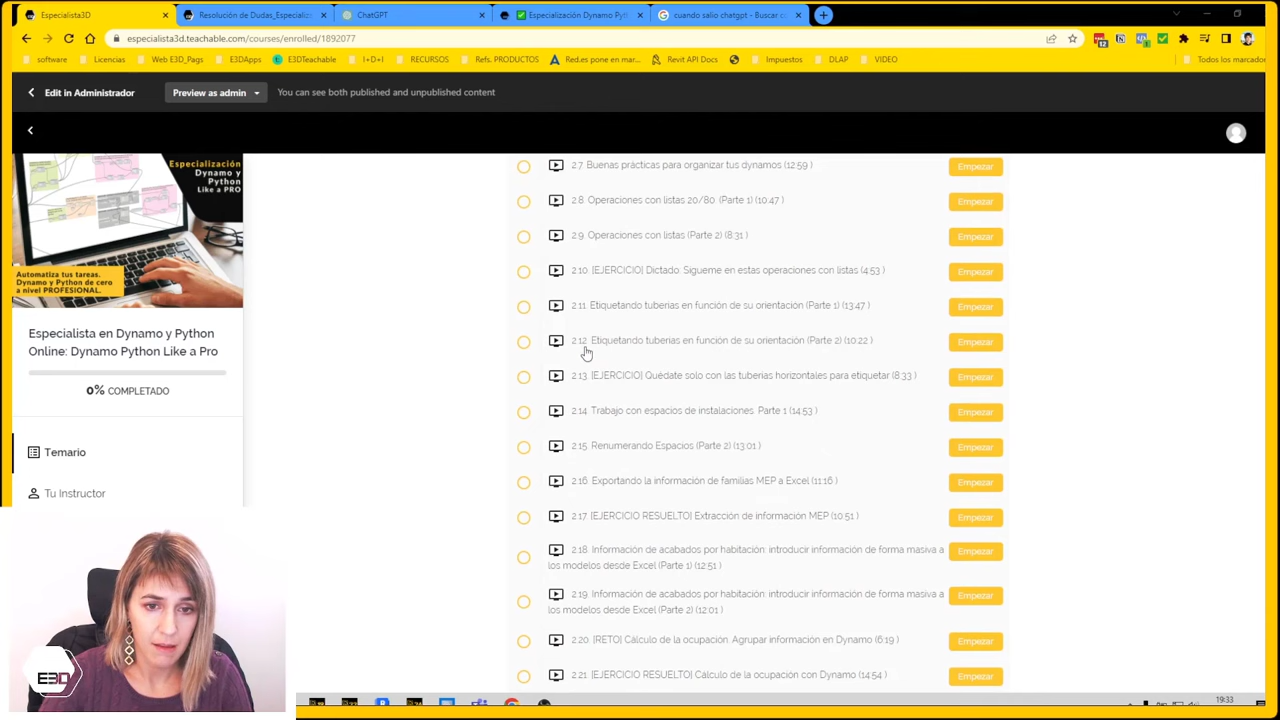 Especialista3D
Resolución de Dudas_Especialis
ChatGPT
Especialización Dynamo Pyt
cuando salio chatgpt - Buscar c
especialista3d.teachable.com/courses/enrolled/1892077
software
Licencias
Web E3D_Pags
E3DApps
E3DTeachable
I+D+I
RECURSOS
Refs. PRODUCTOS
Red.es pone en mar...
Revit API Docs
Impuestos
DLAP
VIDEO
Todos los marcador
Edit in Administrador
Preview as admin
You can see both published and unpublished content
Especialización
Dynamo y
Python
Like a PRO
Automatiza tus tareas.
Dynamo y Python de cero
a nivel PROFESIONAL.
Especialista en Dynamo y Python
Online: Dynamo Python Like a Pro
0% COMPLETADO
Temario
Tu Instructor
2.7. Buenas prácticas para organizar tus dynamos (12:59 )
Empezar
2.8. Operaciones con listas 20/80 (Parte 1) (10:47 )
Empezar
2.9. Operaciones con listas (Parte 2) (8:31 )
Empezar
2.10. [EJERCICIO] Dictado: Sígueme en estas operaciones con listas (4:53 )
Empezar
2.11. Etiquetando tuberías en función de su orientación (Parte 1) (13:47 )
Empezar
2.12. Etiquetando tuberías en función de su orientación (Parte 2) (10:22 )
Empezar
2.13. [EJERCICIO] Quédate solo con las tuberías horizontales para etiquetar (8:33 )
Empezar
2.14. Trabajo con espacios de instalaciones. Parte 1 (14:53 )
Empezar
2.15. Renumerando Espacios (Parte 2) (13:01 )
Empezar
2.16. Exportando la información de familias MEP a Excel (11:16 )
Empezar
2.17. [EJERCICIO RESUELTO] Extracción de información MEP (10:51 )
Empezar
2.18. Información de acabados por habitación: introducir información de forma masiva a
los modelos desde Excel (Parte 1) (12:51 )
Empezar
2.19. Información de acabados por habitación: introducir información de forma masiva a
los modelos desde Excel (Parte 2) (12:01 )
Empezar
2.20. [RETO] Cálculo de la ocupación. Agrupar información en Dynamo (6:19 )
Empezar
2.21. [EJERCICIO RESUELTO] Cálculo de la ocupación con Dynamo (14:54 )
Empezar
E3D
19:33